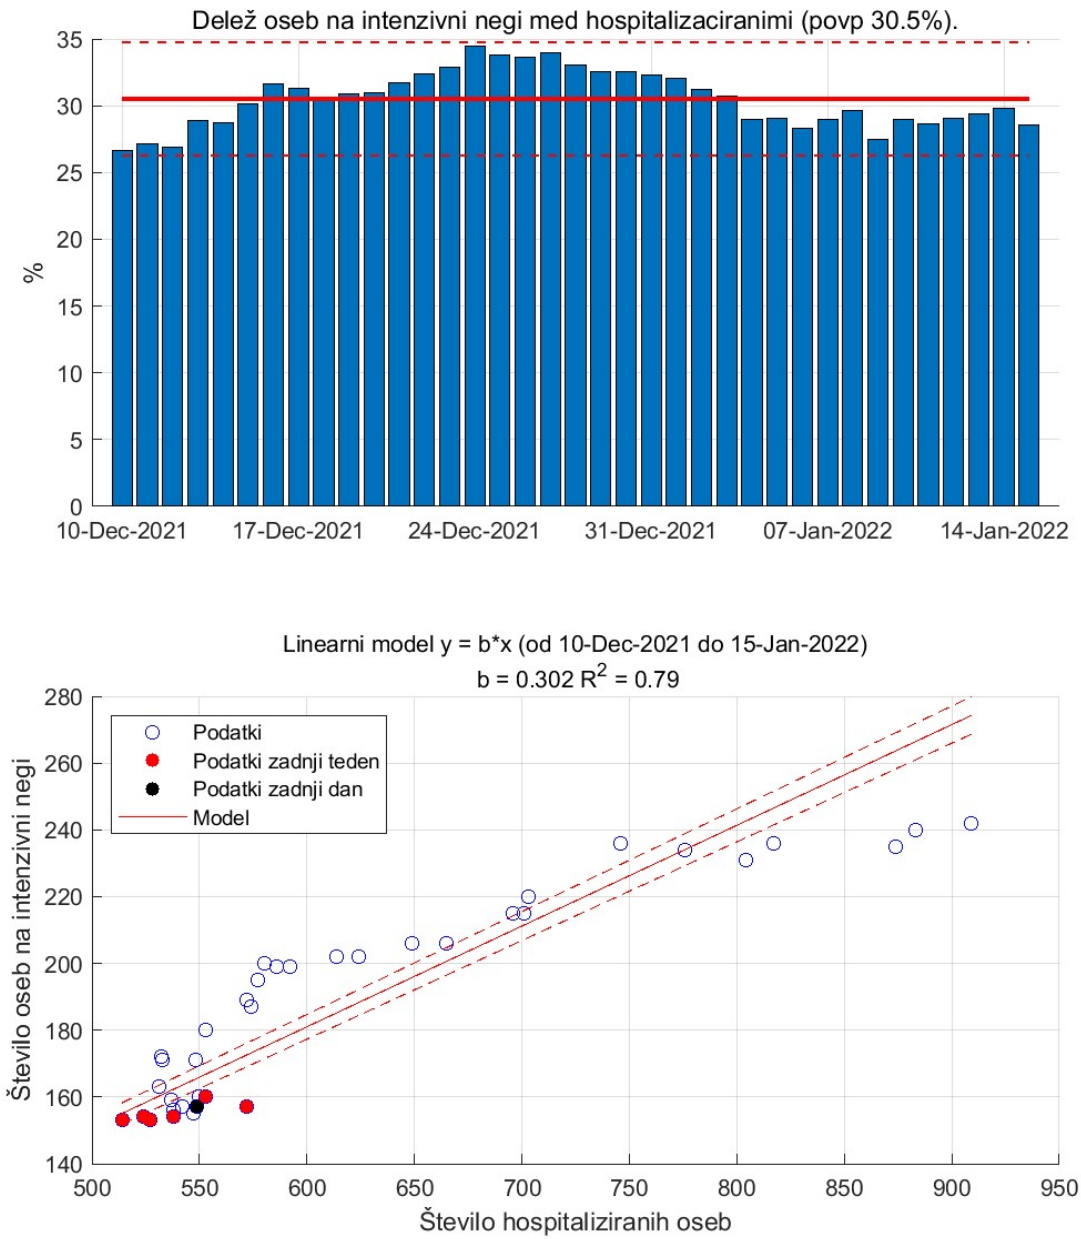 Delež oseb na intenzivni negi med hospitalizaciranimi (povp 30.5%).
35
30
25
20
15
10
5
0
%
10-Dec-2021 17-Dec-2021 24-Dec-2021 31-Dec-2021 07-Jan-2022 14-Jan-2022
Linearni model y = b*x (od 10-Dec-2021 do 15-Jan-2022)
b = 0.302 R² = 0.79
280
260
240
220
200
180
160
140
Število oseb na intenzivni negi
Podatki
Podatki zadnji teden
Podatki zadnji dan
Model
500 550 600 650 700 750 800 850 900 950
Število hospitaliziranih oseb